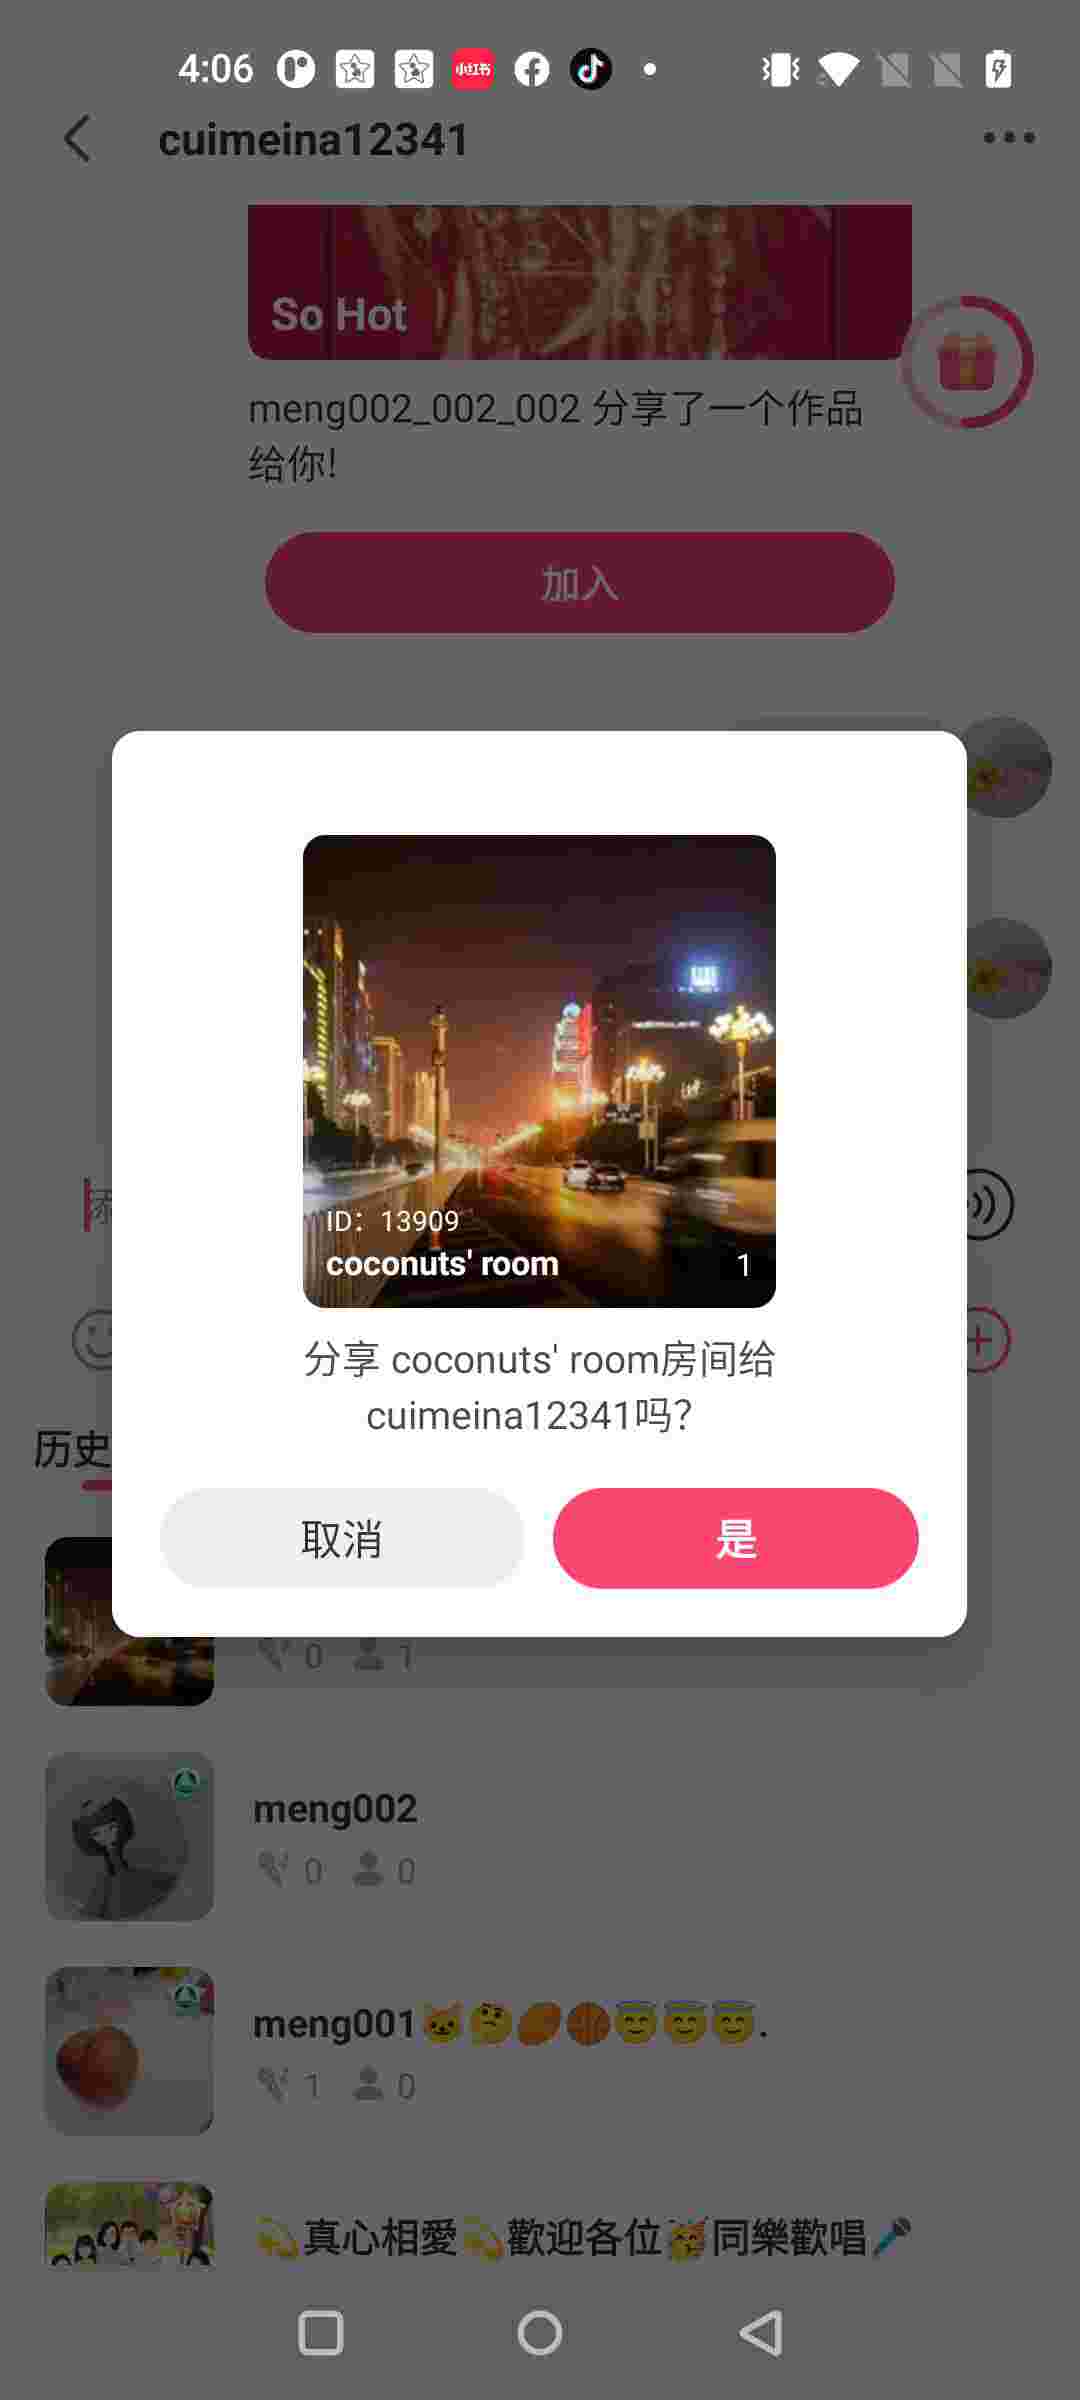 4:06
小红书
cuimeina12341
So Hot
meng002_002_002 分享了一个作品
给你!
加入
ID: 13909
coconuts' room
1
分享 coconuts' room房间给
cuimeina12341吗?
取消
是
历史
0 1
meng002
0 0
meng001🐱🤔🏉🏀😇😇😇.
1 0
💫真心相愛💫歡迎各位🥳同樂歡唱🎤